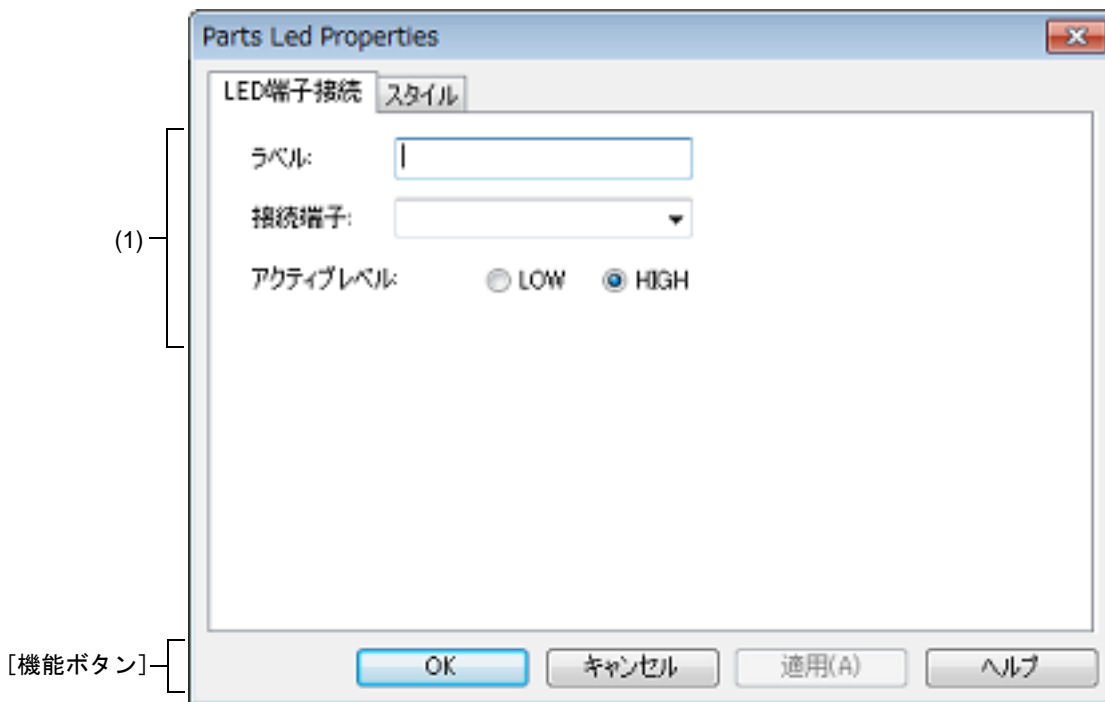 Parts Led Properties
LED端子接続 スタイル
ラベル:
接続端子:
(1)
アクティブレベル: LOW HIGH
[機能ボタン] OK キャンセル 適用(A) ヘルプ